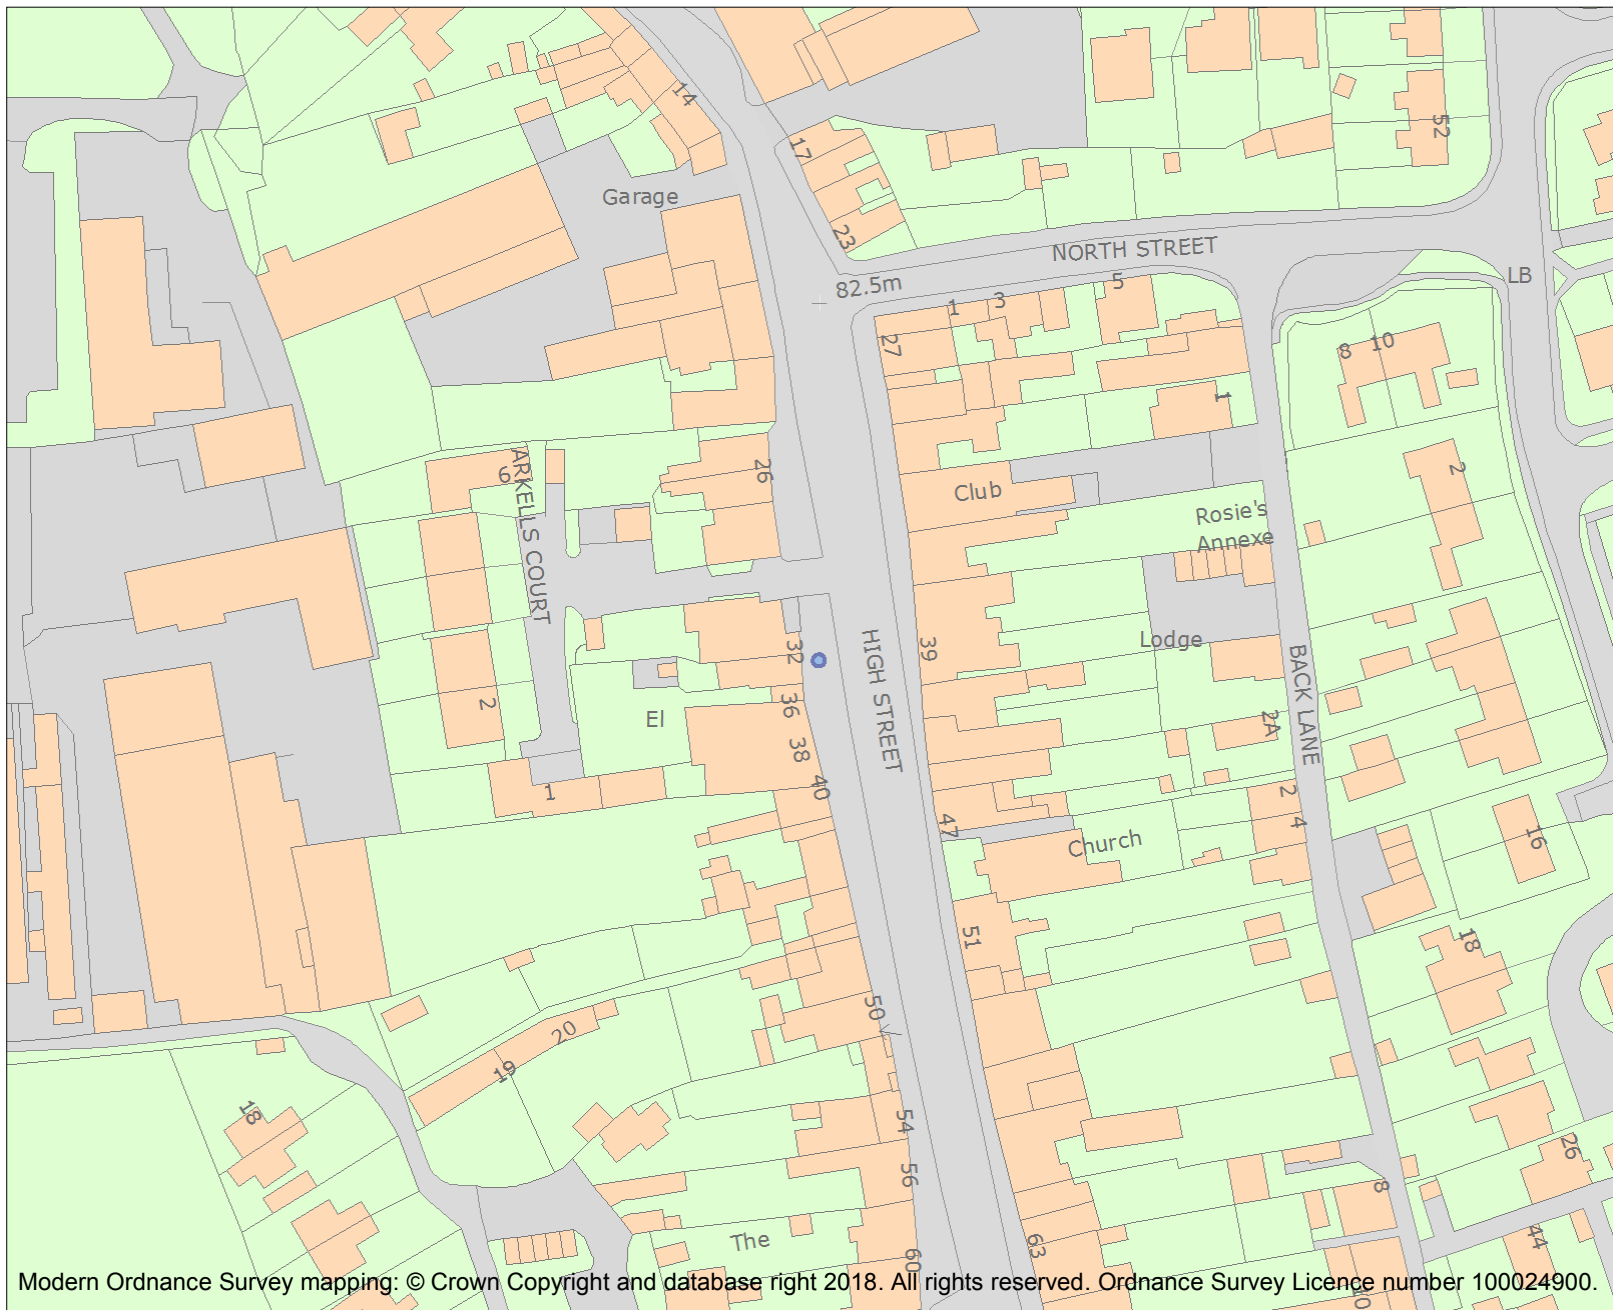 14
52
17
Garage
23
NORTH STREET
82.5m
LB
5
3
1
27
8
10
1
6
26
2
Club
ARKELLS COURT
Rosie's
Annexe
HIGH STREET
39
Lodge
32
BACK LANE
2
36
El
2A
38
40
1
2
4
47
Church
16
51
18
50
20
19
18
54
26
56
8
The
60
63
44
10
Modern Ordnance Survey mapping: © Crown Copyright and database right 2018. All rights reserved. Ordnance Survey Licence number 100024900.